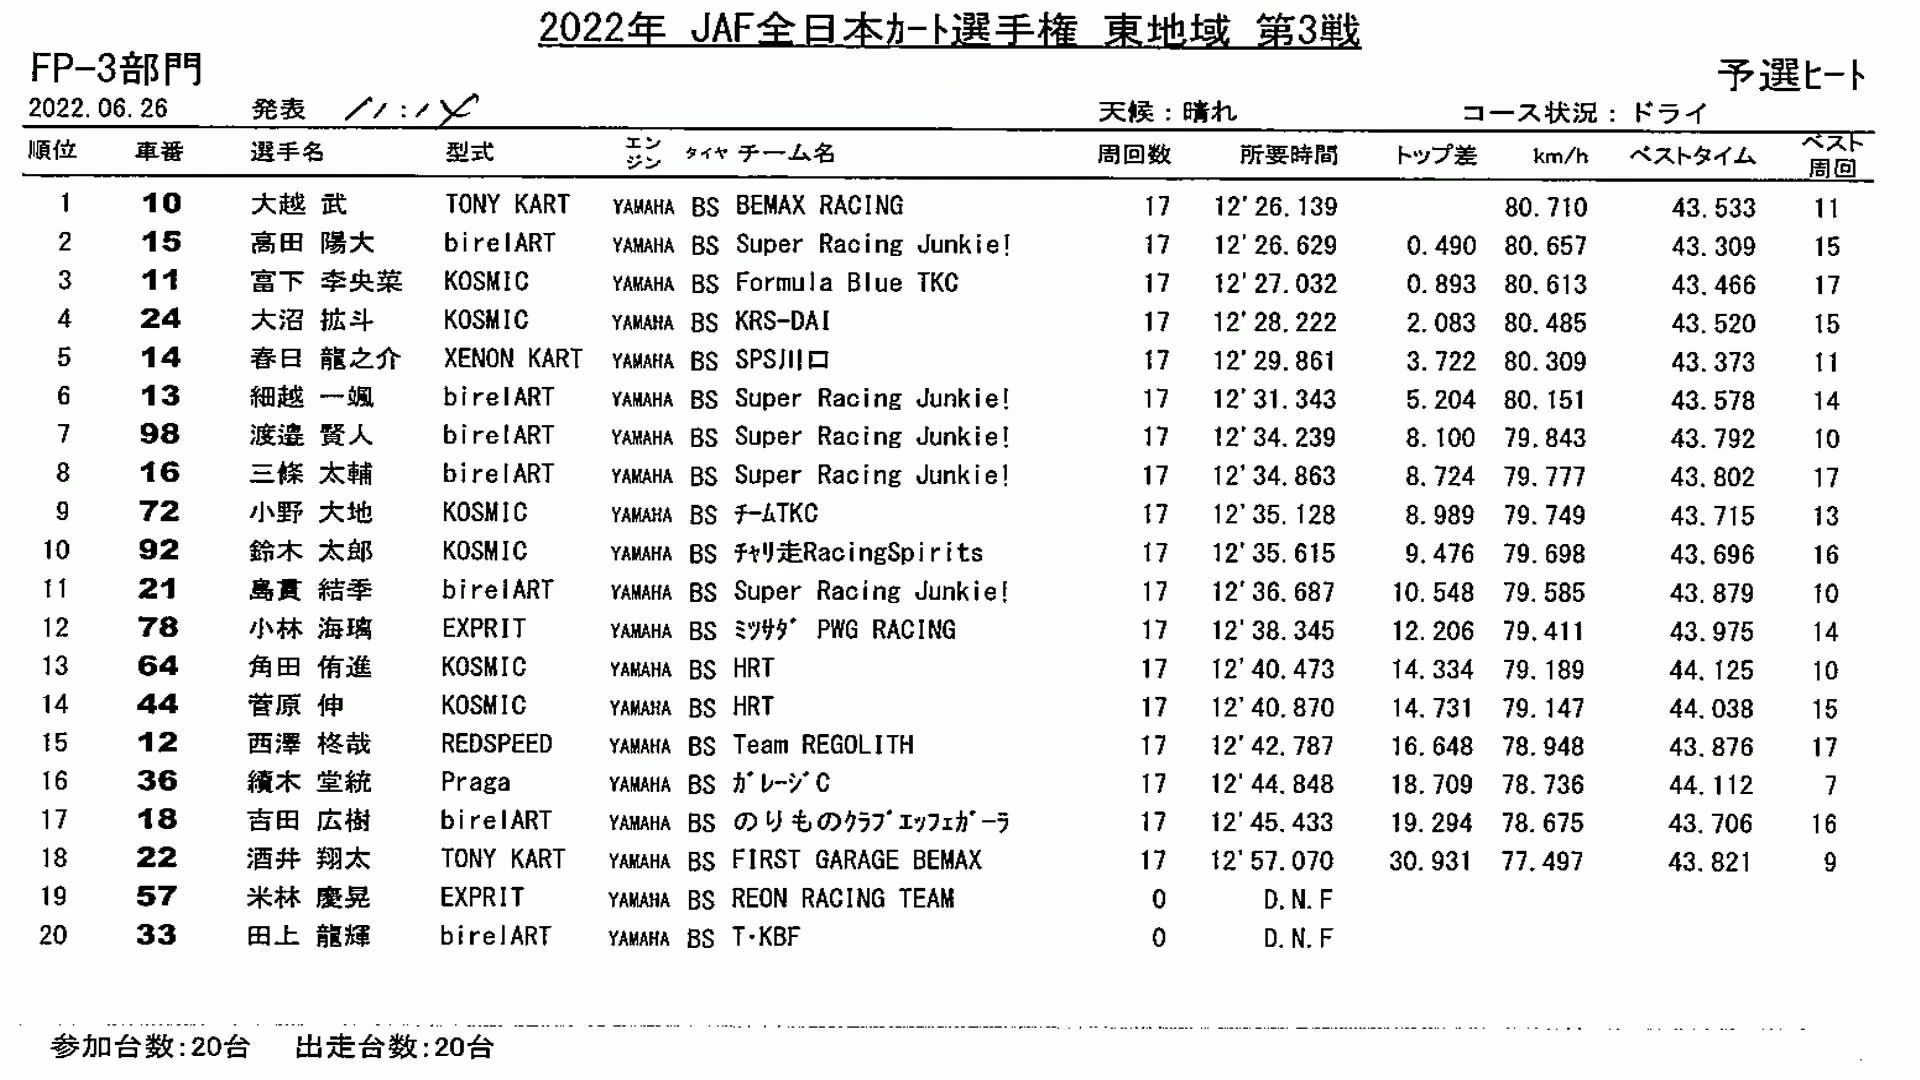 2022年 JAF全日本ｶｰﾄ選手権 東地域 第3戦
FP-3部門 予選ﾋｰﾄ
2022.06.26 発表 11:14 天候：晴れ コース状況：ドライ
順位 車番 選手名 型式 エンジン タイヤ チーム名 周回数 所要時間 トップ差 km/h ベストタイム ベスト周回
1 10 大越 武 TONY KART YAMAHA BS BEMAX RACING 17 12'26.139 80.710 43.533 11
2 15 高田 陽大 birelART YAMAHA BS Super Racing Junkie! 17 12'26.629 0.490 80.657 43.309 15
3 11 富下 李央菜 KOSMIC YAMAHA BS Formula Blue TKC 17 12'27.032 0.893 80.613 43.466 17
4 24 大沼 拡斗 KOSMIC YAMAHA BS KRS-DAI 17 12'28.222 2.083 80.485 43.520 15
5 14 春日 龍之介 XENON KART YAMAHA BS SPS川口 17 12'29.861 3.722 80.309 43.373 11
6 13 細越 一颯 birelART YAMAHA BS Super Racing Junkie! 17 12'31.343 5.204 80.151 43.578 14
7 98 渡邉 賢人 birelART YAMAHA BS Super Racing Junkie! 17 12'34.239 8.100 79.843 43.792 10
8 16 三條 太輔 birelART YAMAHA BS Super Racing Junkie! 17 12'34.863 8.724 79.777 43.802 17
9 72 小野 大地 KOSMIC YAMAHA BS ﾁｰﾑTKC 17 12'35.128 8.989 79.749 43.715 13
10 92 鈴木 太郎 KOSMIC YAMAHA BS ﾁｬﾘ走RacingSpirits 17 12'35.615 9.476 79.698 43.696 16
11 21 島貫 結季 birelART YAMAHA BS Super Racing Junkie! 17 12'36.687 10.548 79.585 43.879 10
12 78 小林 海璃 EXPRIT YAMAHA BS ﾐﾂｻﾀﾞ PWG RACING 17 12'38.345 12.206 79.411 43.975 14
13 64 角田 侑進 KOSMIC YAMAHA BS HRT 17 12'40.473 14.334 79.189 44.125 10
14 44 菅原 伸 KOSMIC YAMAHA BS HRT 17 12'40.870 14.731 79.147 44.038 15
15 12 西澤 柊哉 REDSPEED YAMAHA BS Team REGOLITH 17 12'42.787 16.648 78.948 43.876 17
16 36 續木 堂統 Praga YAMAHA BS ｶﾞﾚｰｼﾞC 17 12'44.848 18.709 78.736 44.112 7
17 18 吉田 広樹 birelART YAMAHA BS のりものｸﾗﾌﾞｴｯﾌｪｶﾞｰﾗ 17 12'45.433 19.294 78.675 43.706 16
18 22 酒井 翔太 TONY KART YAMAHA BS FIRST GARAGE BEMAX 17 12'57.070 30.931 77.497 43.821 9
19 57 米林 慶晃 EXPRIT YAMAHA BS REON RACING TEAM 0 D.N.F
20 33 田上 龍輝 birelART YAMAHA BS T･KBF 0 D.N.F
参加台数:20台 出走台数:20台